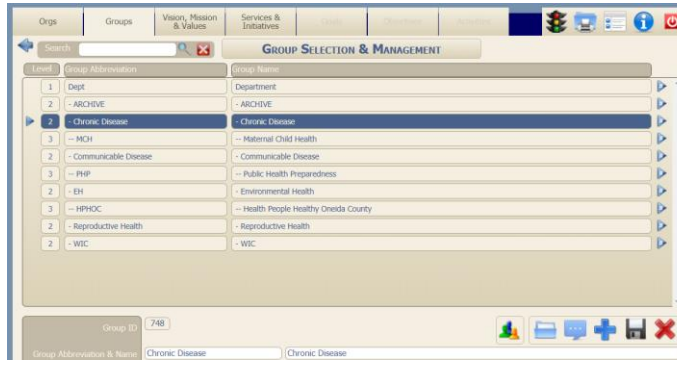 Orgs Groups Vision, Mission & Values Services & Initiatives
Search GROUP SELECTION & MANAGEMENT
Level Group Abbreviation Group Name
1 Dept Department
2 - ARCHIVE - ARCHIVE
2 - Chronic Disease - Chronic Disease
3 -- MCH -- Maternal Child Health
2 - Communicable Disease - Communicable Disease
3 -- PHP -- Public Health Preparedness
2 - EH - Environmental Health
3 -- HPHOC -- Health People Healthy Oneida County
2 - Reproductive Health - Reproductive Health
2 - WIC - WIC
Group ID 748
Group Abbreviation & Name Chronic Disease Chronic Disease